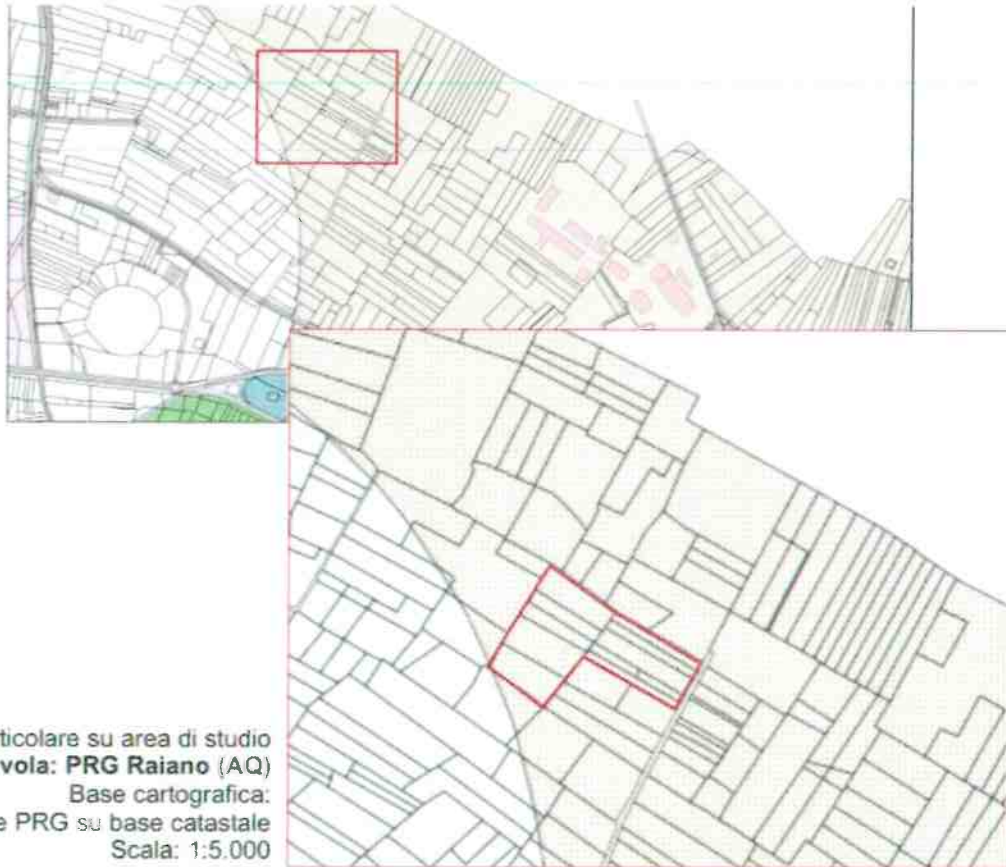 ticolare su area di studio
vola: PRG Raiano (AQ)
Base cartografica:
e PRG su base catastale
Scala: 1:5.000